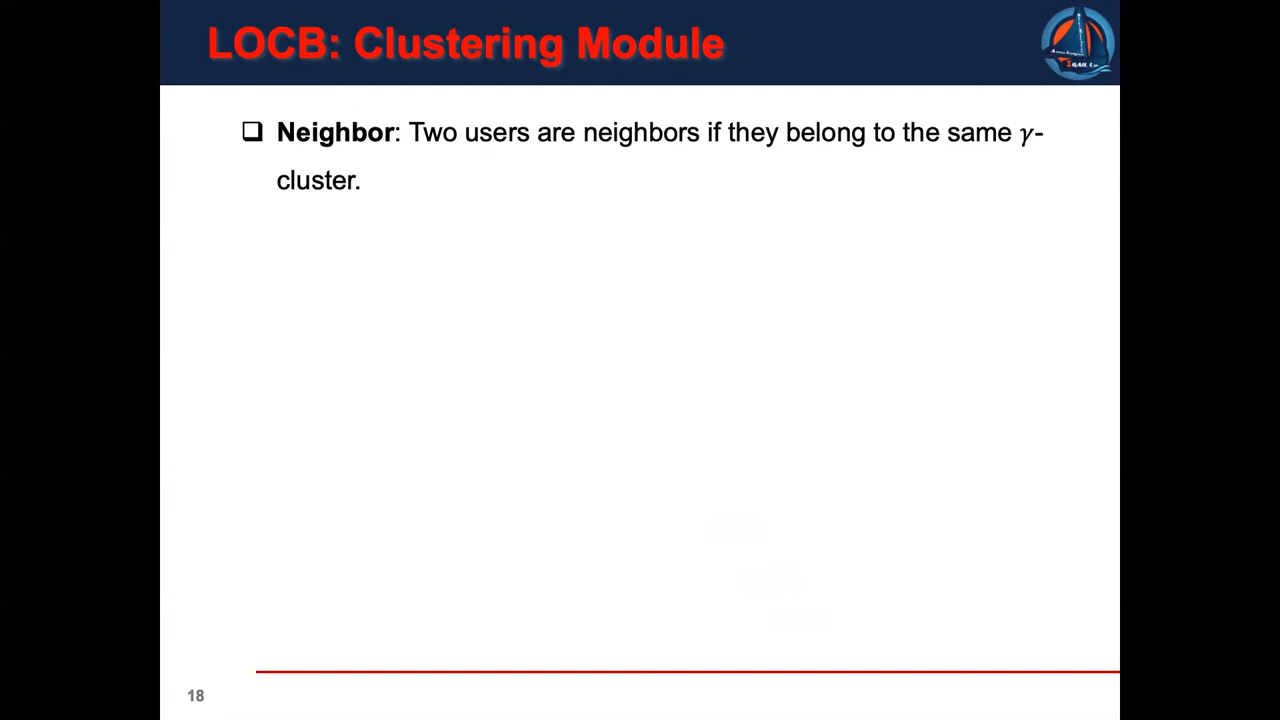 LOCB: Clustering Module
❑ Neighbor: Two users are neighbors if they belong to the same γ-
cluster.
18